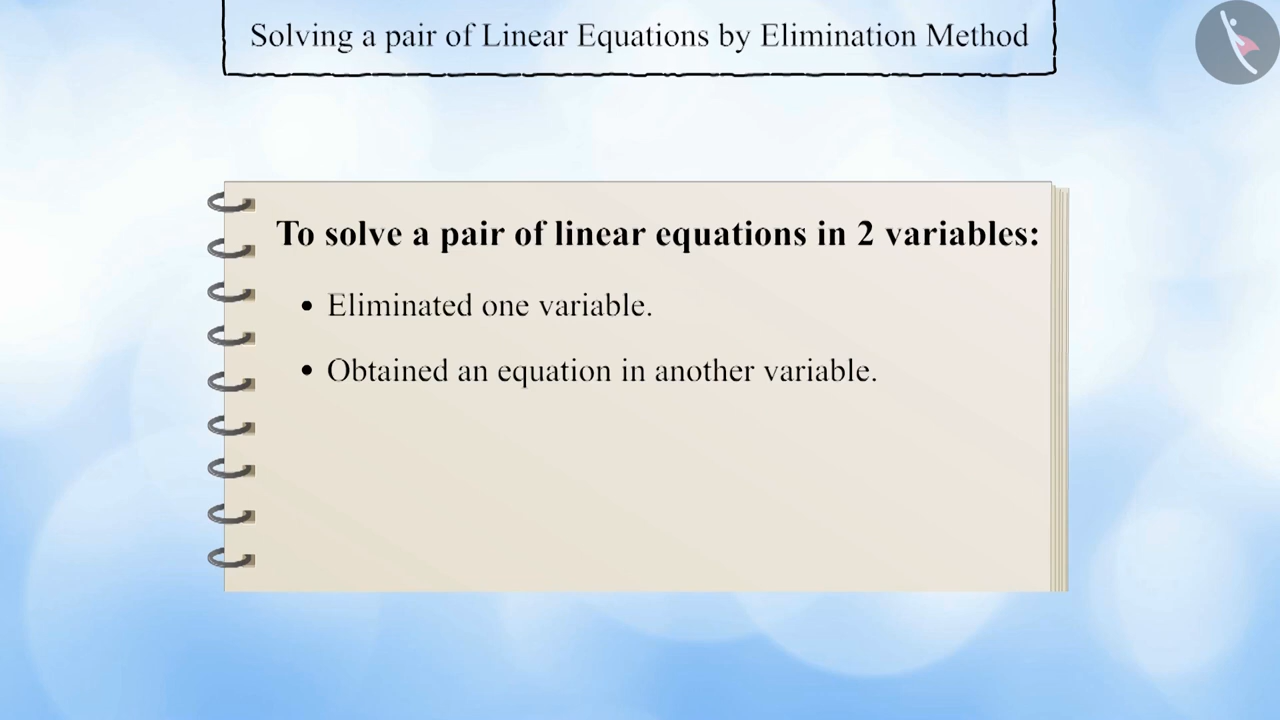 Solving a pair of Linear Equations by Elimination Method
To solve a pair of linear equations in 2 variables:
• Eliminated one variable.
• Obtained an equation in another variable.